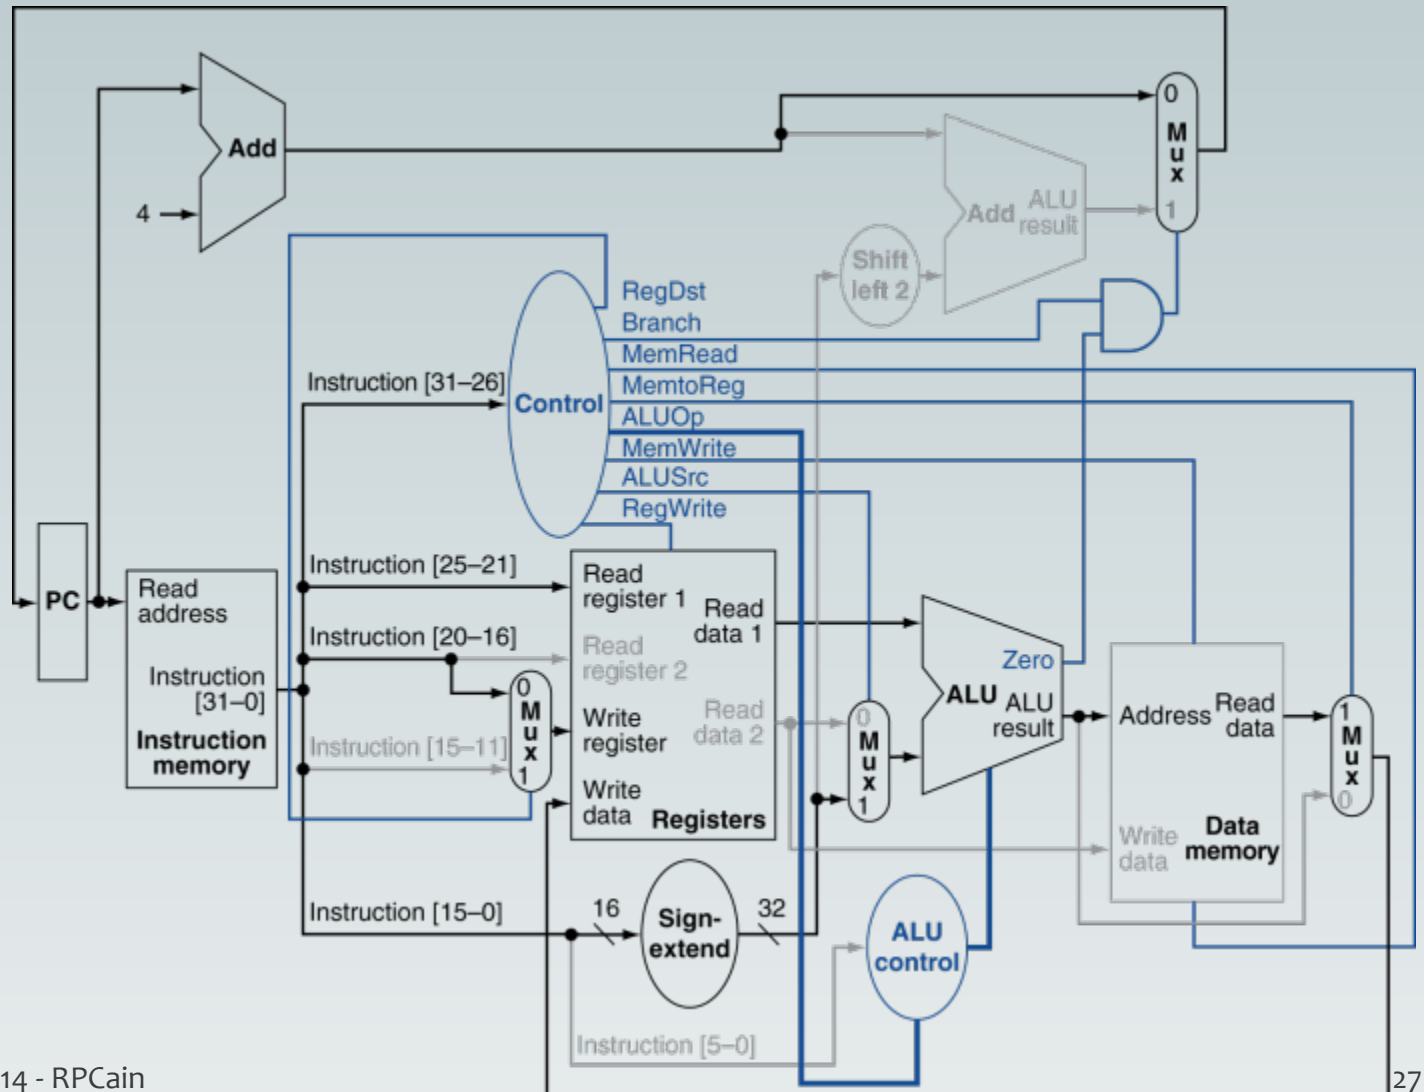 0
M
u
x
1
Add
4
Add
ALU
result
Shift
left 2
RegDst
Branch
MemRead
MemtoReg
ALUOp
MemWrite
ALUSrc
RegWrite
Control
Instruction [31–26]
Instruction [25–21]
Instruction [20–16]
Instruction [15–11]
Instruction [15–0]
Instruction [5–0]
PC
Read
address
Instruction
[31–0]
Instruction
memory
0
M
u
x
1
Read
register 1
Read
register 2
Write
register
Write
data
Read
data 1
Read
data 2
Registers
16
Sign-
extend
32
0
M
u
x
1
Zero
ALU
ALU
result
ALU
control
Address
Read
data
Write
data
Data
memory
1
M
u
x
0
14 - RPCain
27